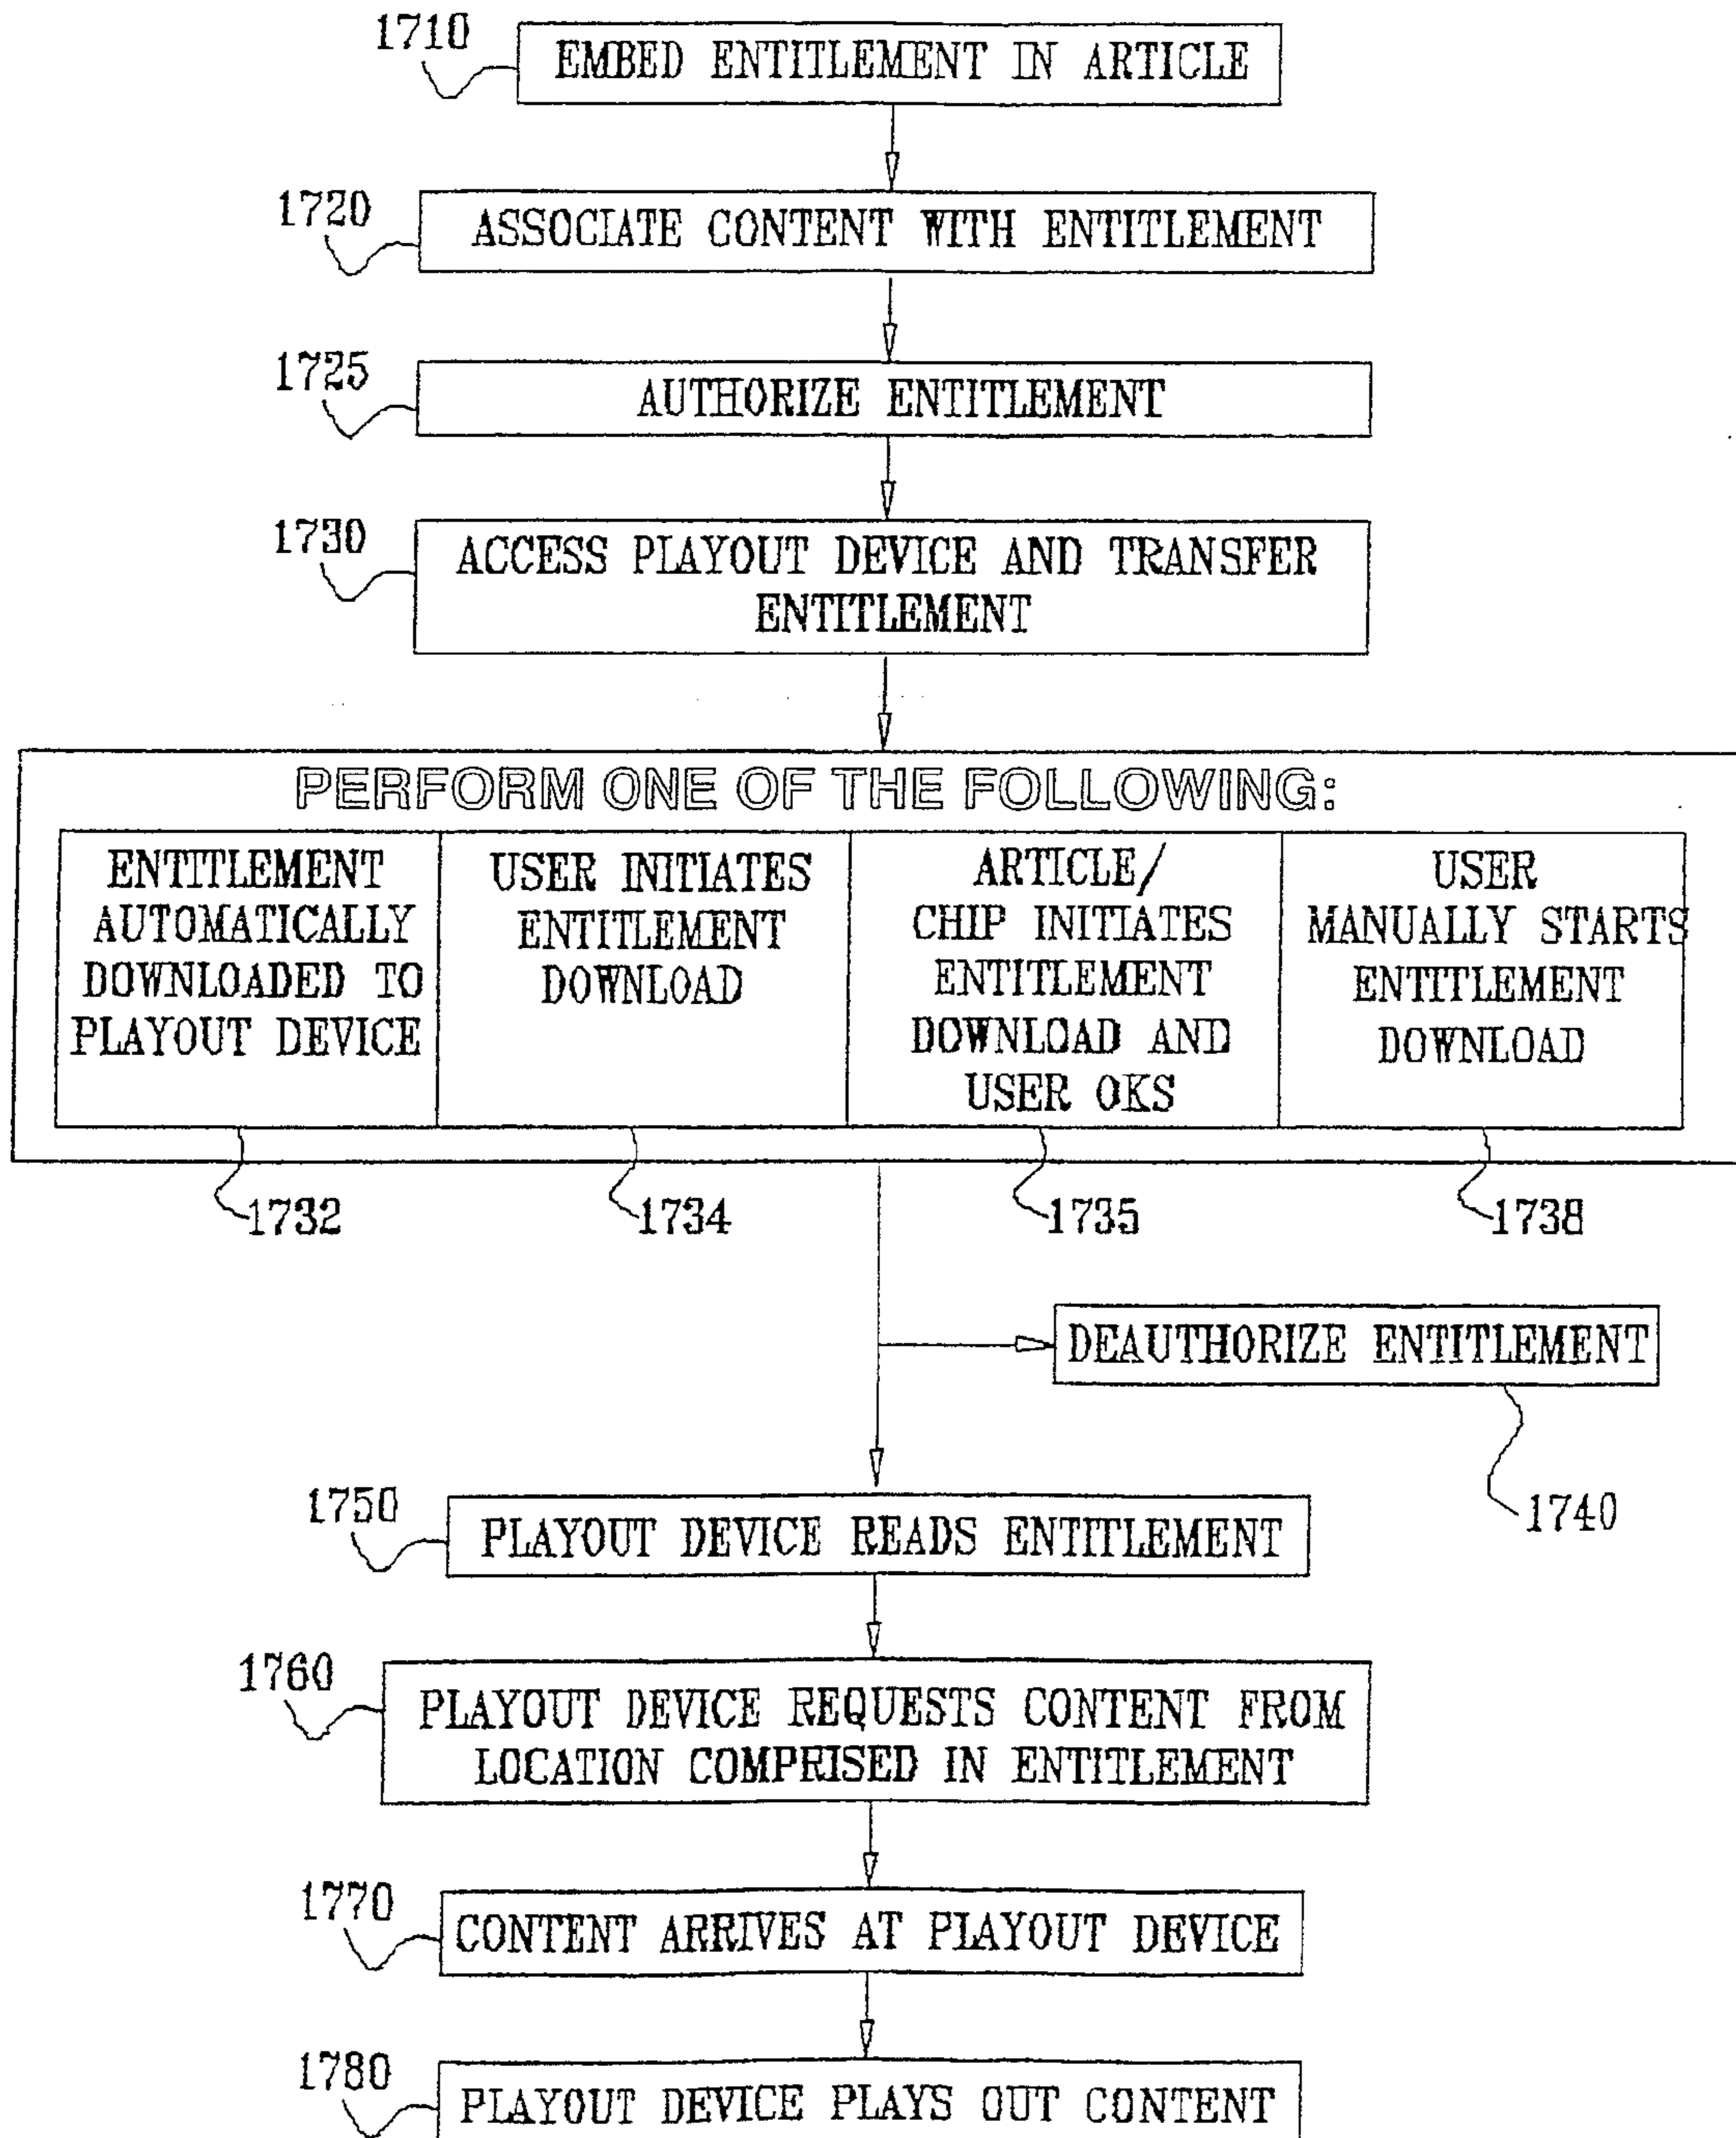 1710
EMBED ENTITLEMENT IN ARTICLE
1720
ASSOCIATE CONTENT WITH ENTITLEMENT
1725
AUTHORIZE ENTITLEMENT
1730
ACCESS PLAYOUT DEVICE AND TRANSFER
ENTITLEMENT
PERFORM ONE OF THE FOLLOWING:
ENTITLEMENT
AUTOMATICALLY
DOWNLOADED TO
PLAYOUT DEVICE
USER INITIATES
ENTITLEMENT
DOWNLOAD
ARTICLE/
CHIP INITIATES
ENTITLEMENT
DOWNLOAD AND
USER OKS
USER
MANUALLY STARTS
ENTITLEMENT
DOWNLOAD
1732
1734
1735
1738
DEAUTHORIZE ENTITLEMENT
1740
1750
PLAYOUT DEVICE READS ENTITLEMENT
1760
PLAYOUT DEVICE REQUESTS CONTENT FROM
LOCATION COMPRISED IN ENTITLEMENT
1770
CONTENT ARRIVES AT PLAYOUT DEVICE
1780
PLAYOUT DEVICE PLAYS OUT CONTENT